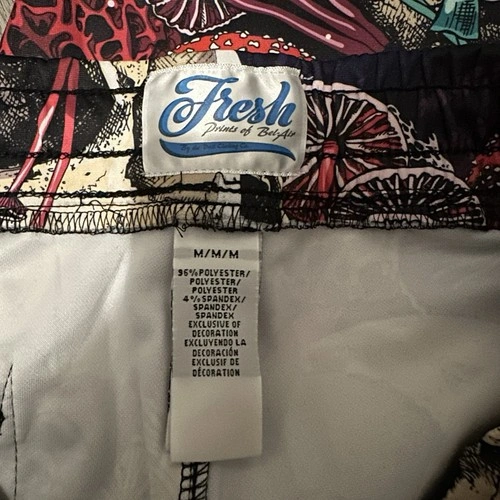 Fresh
Prints of Bel-Air
M/M/M
96%POLYESTER/
POLYESTER/
POLYESTER
4%SPANDEX/
SPANDEX/
SPANDEX
EXCLUSIVE OF
DECORATION
EXCLUYENDO LA
DECORACIÓN
EXCLUSIF DE
DÉCORATION